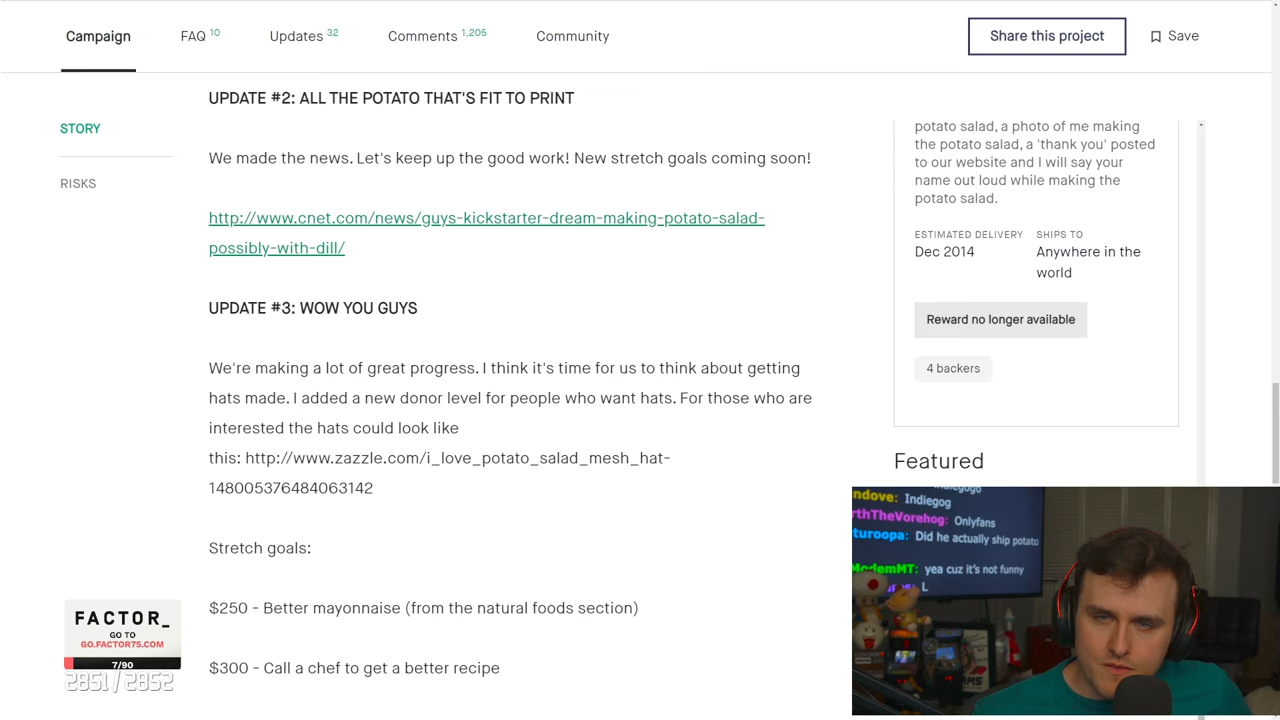 Campaign
FAQ 10
Updates 32
Comments 1,205
Community
Share this project
Save
STORY
RISKS
UPDATE #2: ALL THE POTATO THAT'S FIT TO PRINT
We made the news. Let's keep up the good work! New stretch goals coming soon!
http://www.cnet.com/news/guys-kickstarter-dream-making-potato-salad-
possibly-with-dill/
UPDATE #3: WOW YOU GUYS
We're making a lot of great progress. I think it's time for us to think about getting
hats made. I added a new donor level for people who want hats. For those who are
interested the hats could look like
this: http://www.zazzle.com/i_love_potato_salad_mesh_hat-
148005376484063142
Stretch goals:
$250 - Better mayonnaise (from the natural foods section)
$300 - Call a chef to get a better recipe
potato salad, a photo of me making
the potato salad, a 'thank you' posted
to our website and I will say your
name out loud while making the
potato salad.
ESTIMATED DELIVERY
Dec 2014
SHIPS TO
Anywhere in the
world
Reward no longer available
4 backers
Featured
FACTOR_
GO TO
GO.FACTOR75.COM
7/90
2851/2852
Indiegogo
ndove: Indiegog
rthTheVorehog: Onlyfans
turoopa: Did he actually ship potato
ModemMT: yea cuz it's not funny
L